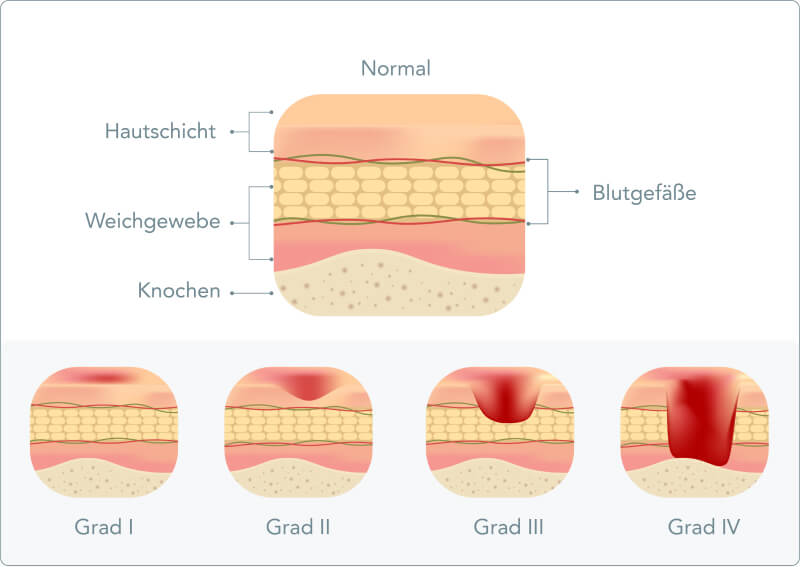 Normal
Hautschicht
Blutgefäße
Weichgewebe
Knochen
Grad I
Grad II
Grad III
Grad IV